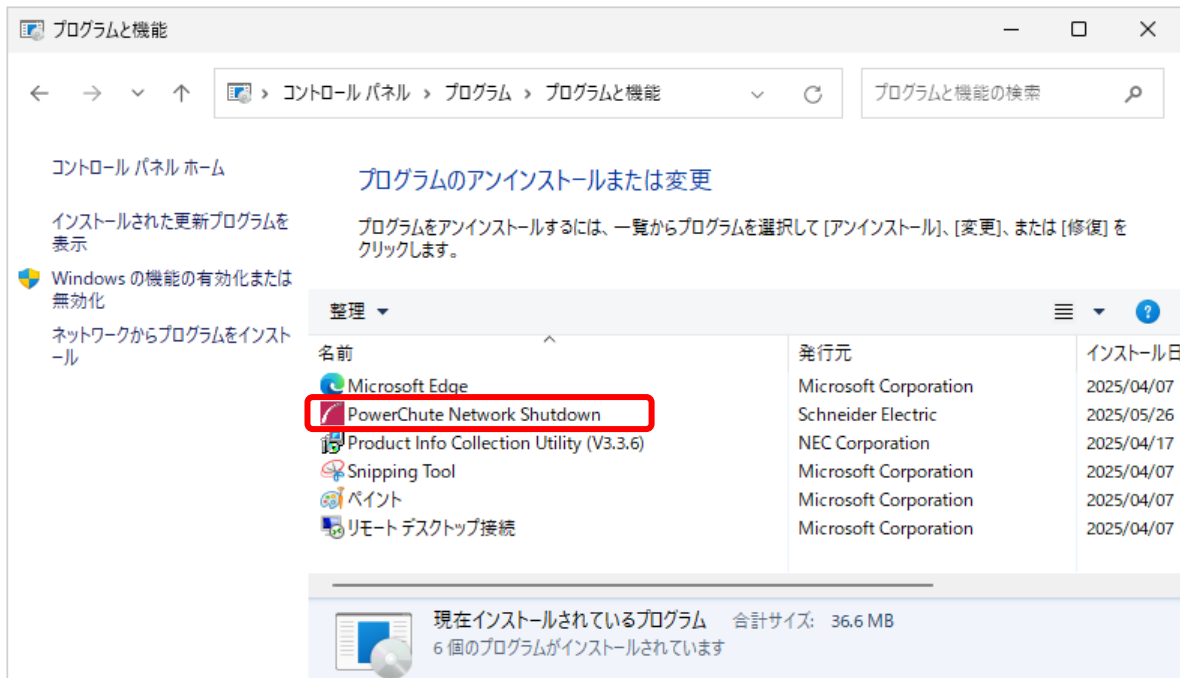 プログラムと機能
コントロール パネル › プログラム › プログラムと機能
プログラムと機能の検索
コントロール パネル ホーム
インストールされた更新プログラムを
表示
Windows の機能の有効化または
無効化
ネットワークからプログラムをインスト
ール
プログラムのアンインストールまたは変更
プログラムをアンインストールするには、一覧からプログラムを選択して [アンインストール]、[変更]、または [修復] を
クリックします。
整理
名前 発行元 インストール日
Microsoft Edge Microsoft Corporation 2025/04/07
PowerChute Network Shutdown Schneider Electric 2025/05/26
Product Info Collection Utility (V3.3.6) NEC Corporation 2025/04/17
Snipping Tool Microsoft Corporation 2025/04/07
ペイント Microsoft Corporation 2025/04/07
リモート デスクトップ接続 Microsoft Corporation 2025/04/07
現在インストールされているプログラム 合計サイズ: 36.6 MB
6 個のプログラムがインストールされています